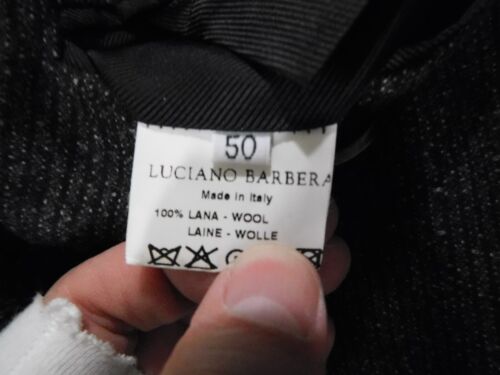 50
LUCIANO BARBERA
Made in Italy
100% LANA - WOOL
LAINE - WOLLE